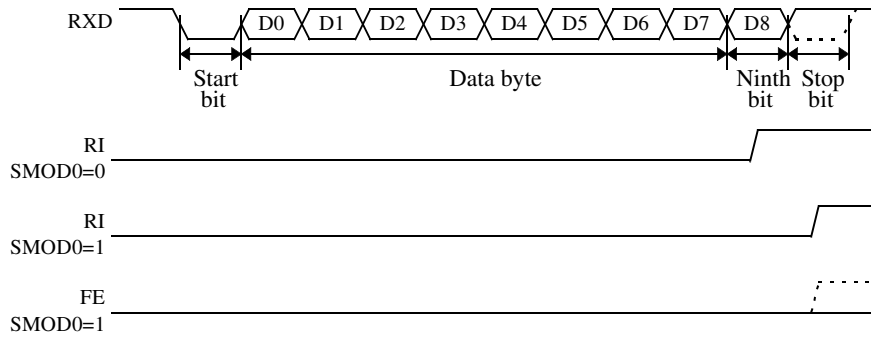 RXD D0 D1 D2 D3 D4 D5 D6 D7 D8
Start Data byte Ninth Stop
bit bit bit
RI
SMOD0=0
RI
SMOD0=1
FE
SMOD0=1